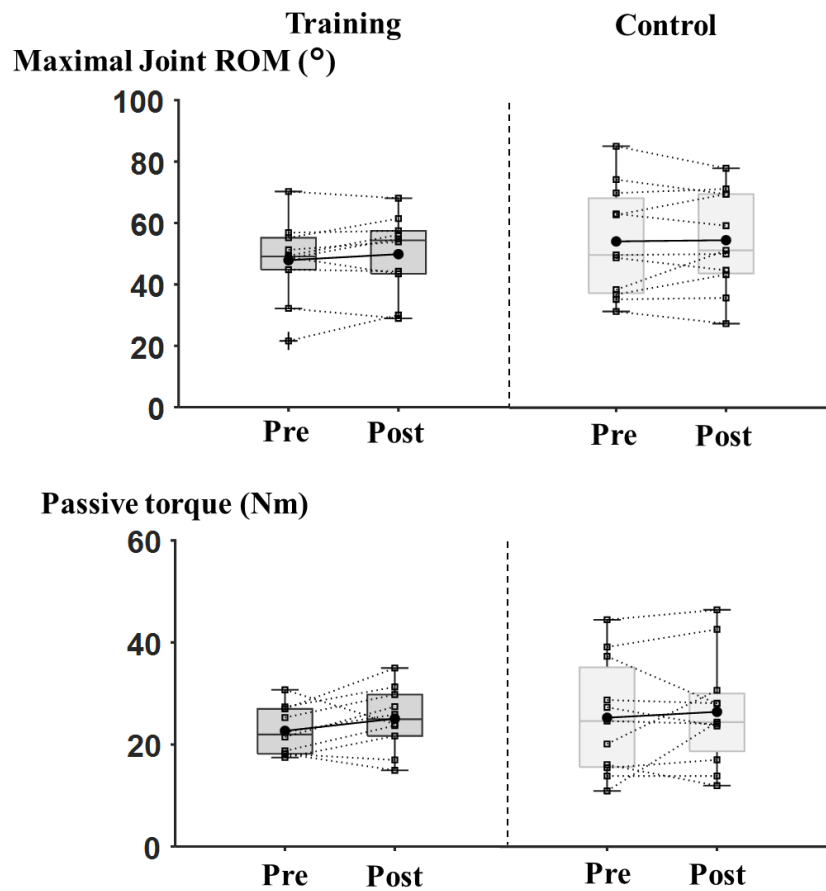 Training Control
Maximal Joint ROM (°)
100
80
60
40
20
0
Pre Post Pre Post
Passive torque (Nm)
60
40
20
0
Pre Post Pre Post